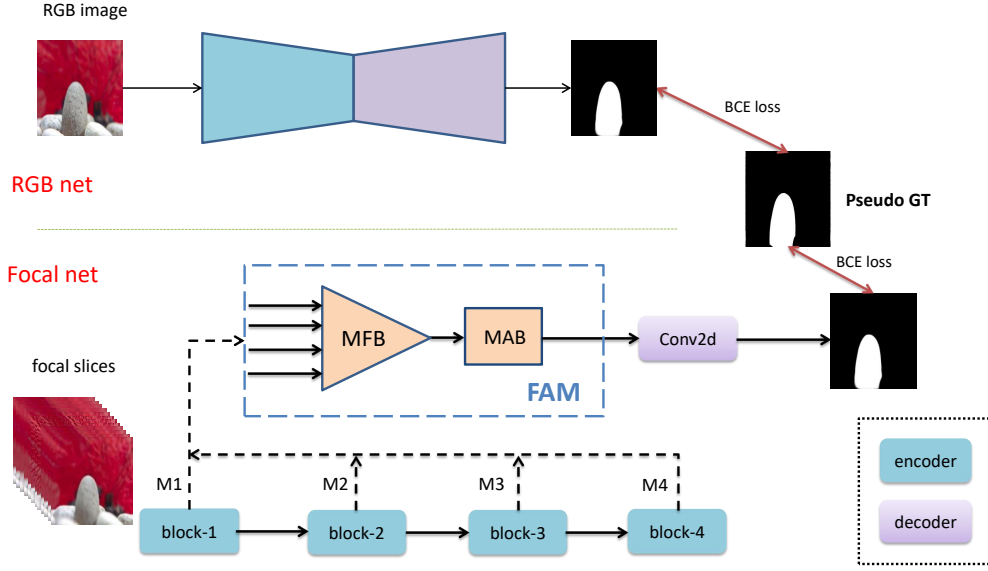 RGB image
BCE loss
RGB net
Pseudo GT
Focal net
BCE loss
MFB
MAB
Conv2d
focal slices
FAM
encoder
M1
M2
M3
M4
block-1
block-2
block-3
block-4
decoder